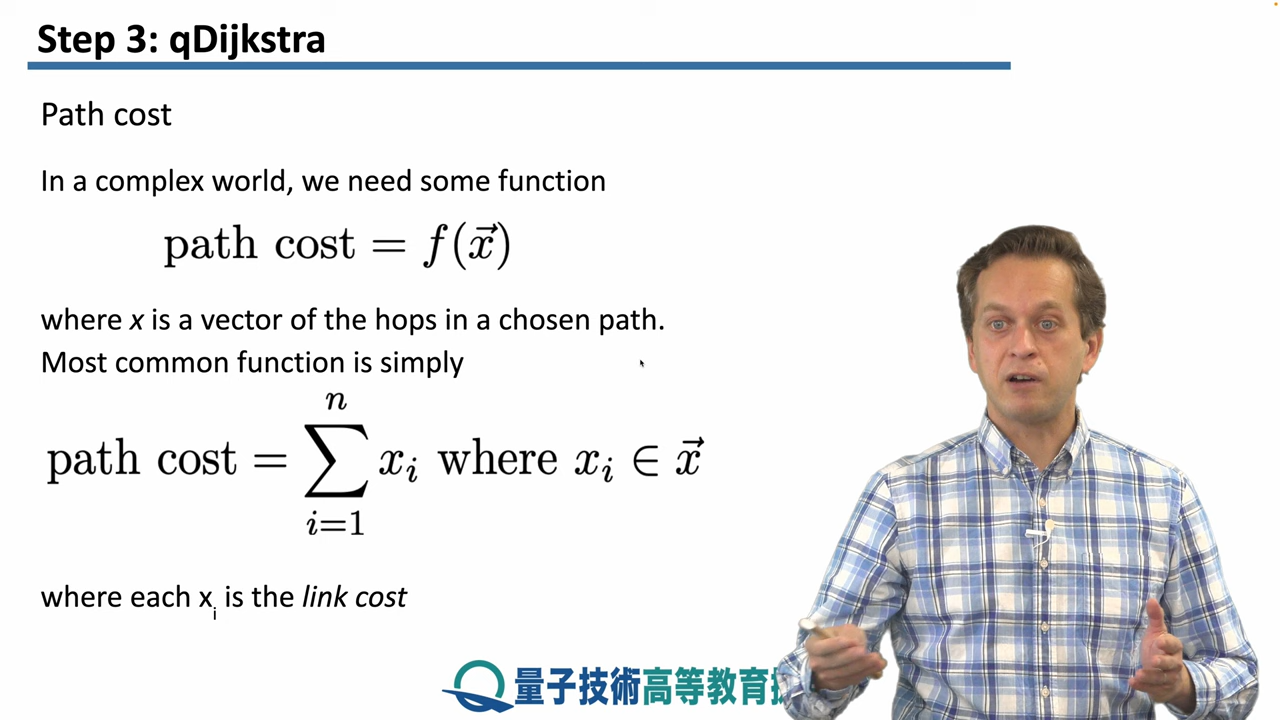 Step 3: qDijkstra
Path cost
In a complex world, we need some function
path cost = f(x⃗)
where x is a vector of the hops in a chosen path.
Most common function is simply
path cost = ∑_{i=1}^{n} x_i where x_i ∈ x⃗
where each x_i is the link cost
量子技術高等教育